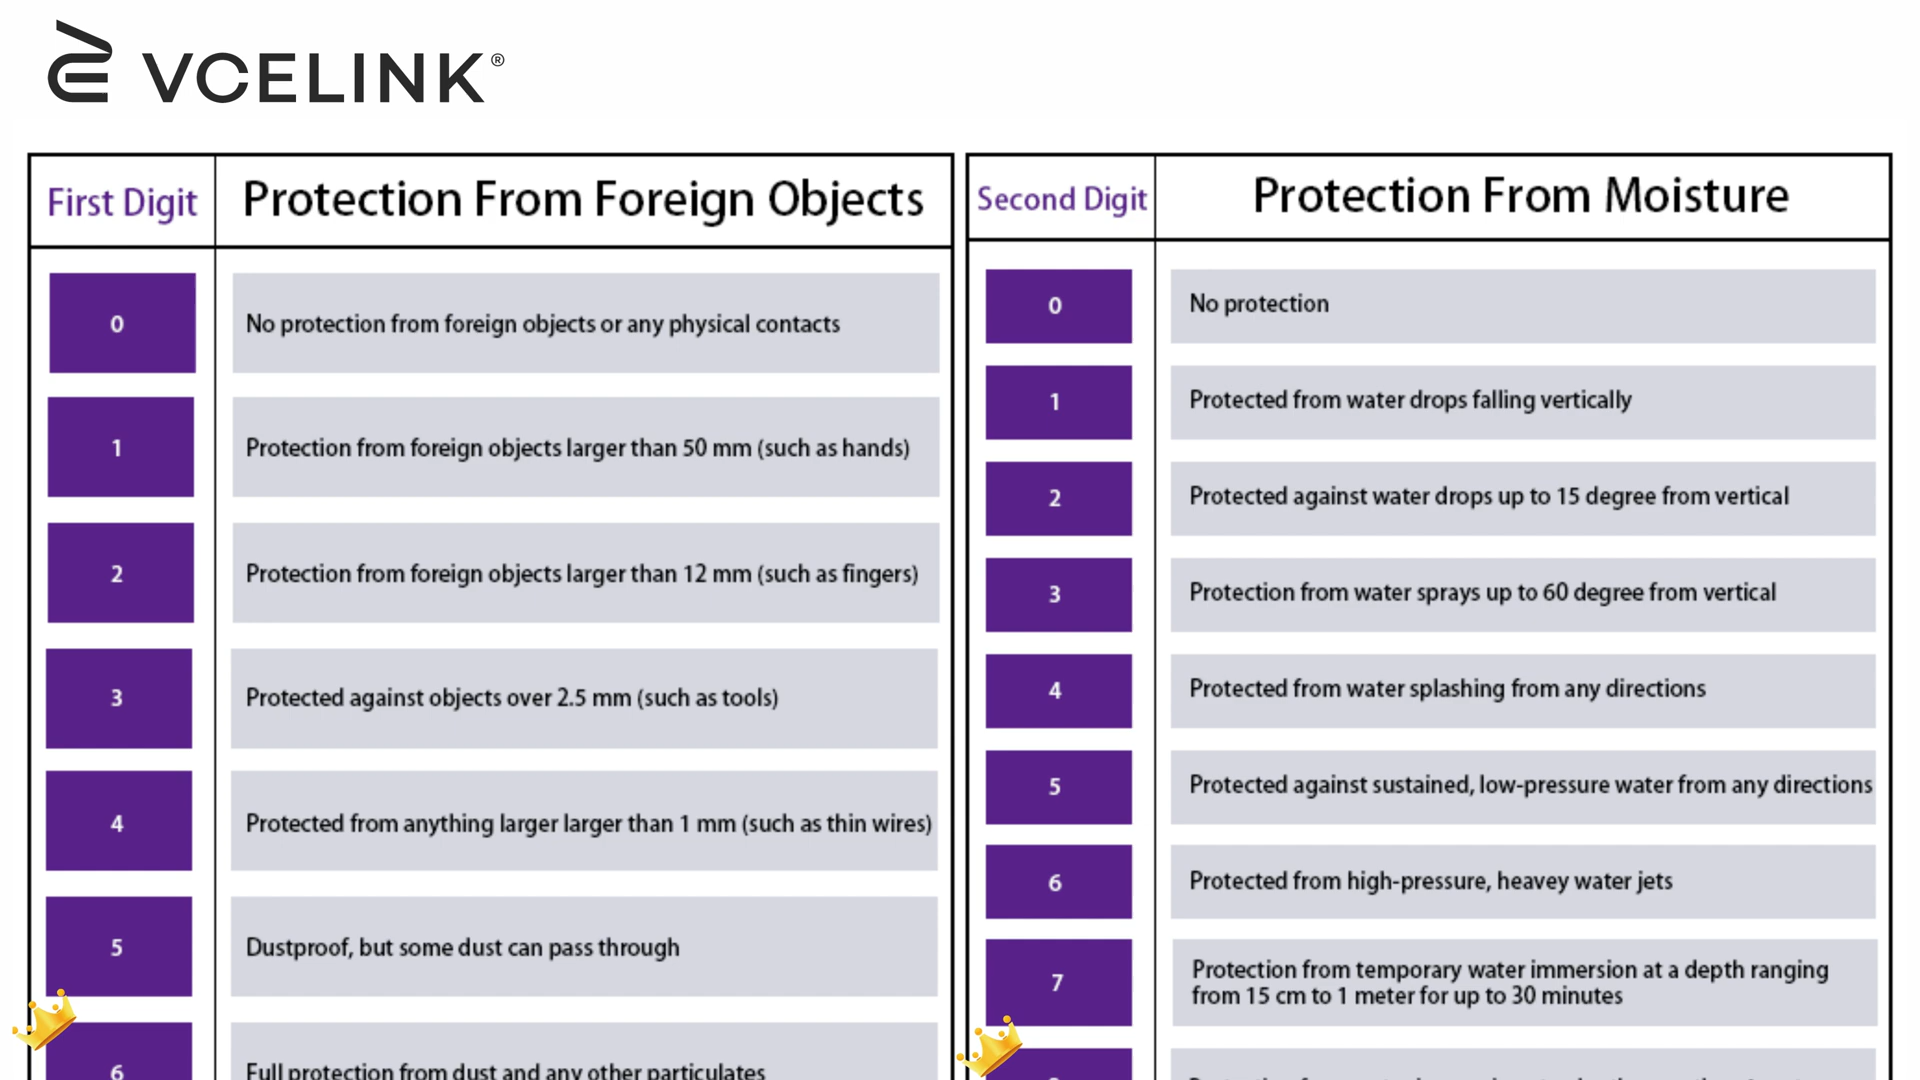 VCELINK®
First Digit
Protection From Foreign Objects
0
No protection from foreign objects or any physical contacts
1
Protection from foreign objects larger than 50 mm (such as hands)
2
Protection from foreign objects larger than 12 mm (such as fingers)
3
Protected against objects over 2.5 mm (such as tools)
4
Protected from anything larger larger than 1 mm (such as thin wires)
5
Dustproof, but some dust can pass through
6
Full protection from dust and any other particulates
Second Digit
Protection From Moisture
0
No protection
1
Protected from water drops falling vertically
2
Protected against water drops up to 15 degree from vertical
3
Protection from water sprays up to 60 degree from vertical
4
Protected from water splashing from any directions
5
Protected against sustained, low-pressure water from any directions
6
Protected from high-pressure, heavey water jets
7
Protection from temporary water immersion at a depth ranging
from 15 cm to 1 meter for up to 30 minutes